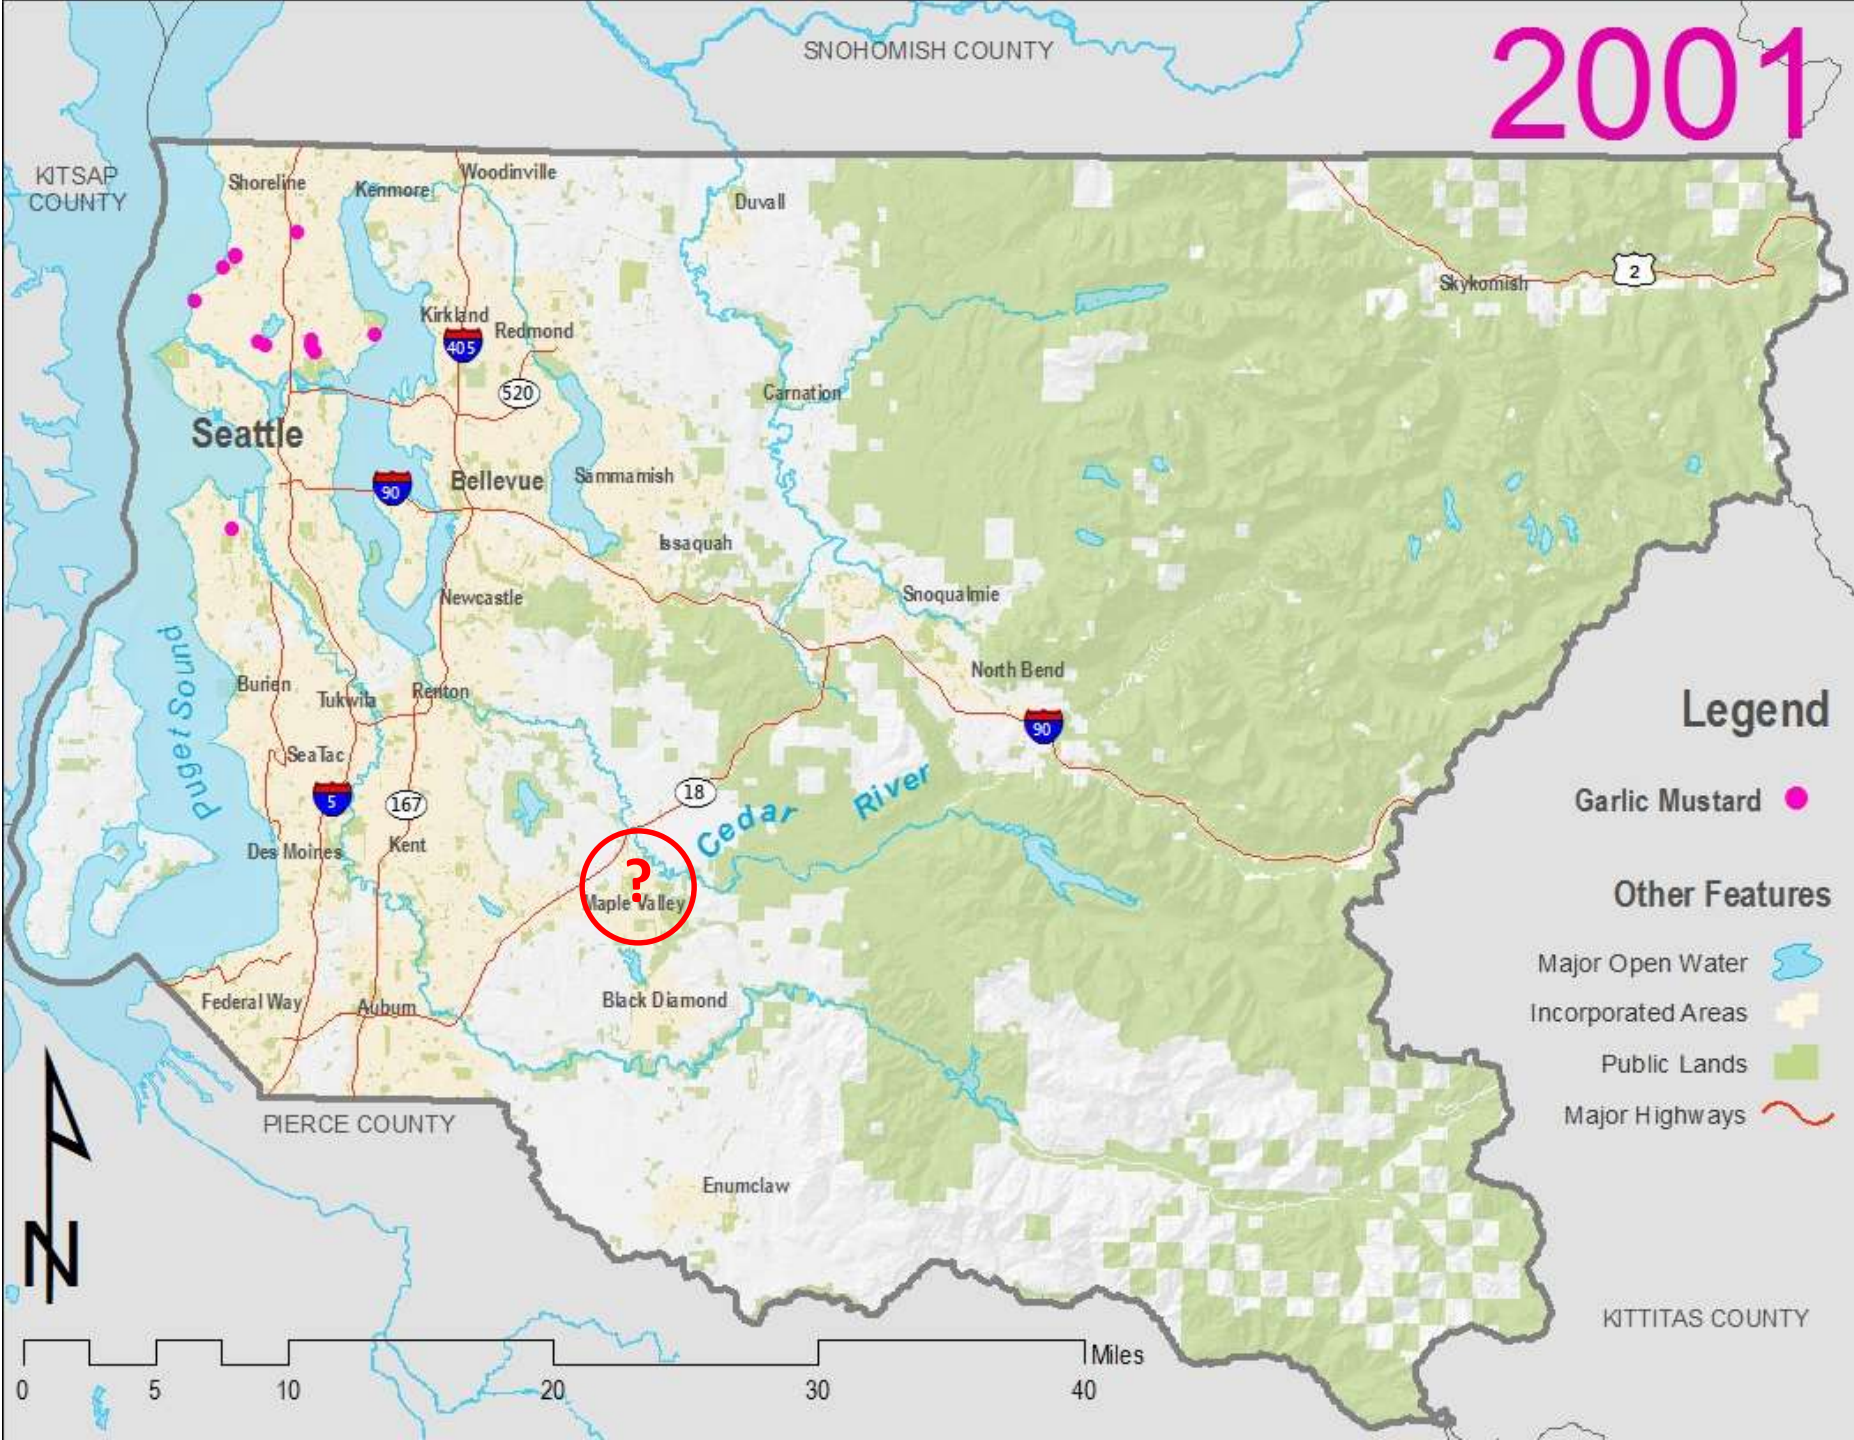 SNOHOMISH COUNTY
2001
KITSAP
COUNTY
Shoreline
Kenmore
Woodinville
Duvall
Skykomish
2
Kirkland
405
Redmond
520
Carnation
Seattle
90
Bellevue
Sammamish
Issaquah
Newcastle
Snoqualmie
Puget Sound
Burien
Tukwila
Renton
North Bend
90
SeaTac
5
167
18
Cedar River
Des Moines
Kent
?
Maple Valley
Federal Way
Auburn
Black Diamond
PIERCE COUNTY
Enumclaw
Legend
Garlic Mustard
Other Features
Major Open Water
Incorporated Areas
Public Lands
Major Highways
KITTITAS COUNTY
N
Miles
0 5 10 20 30 40